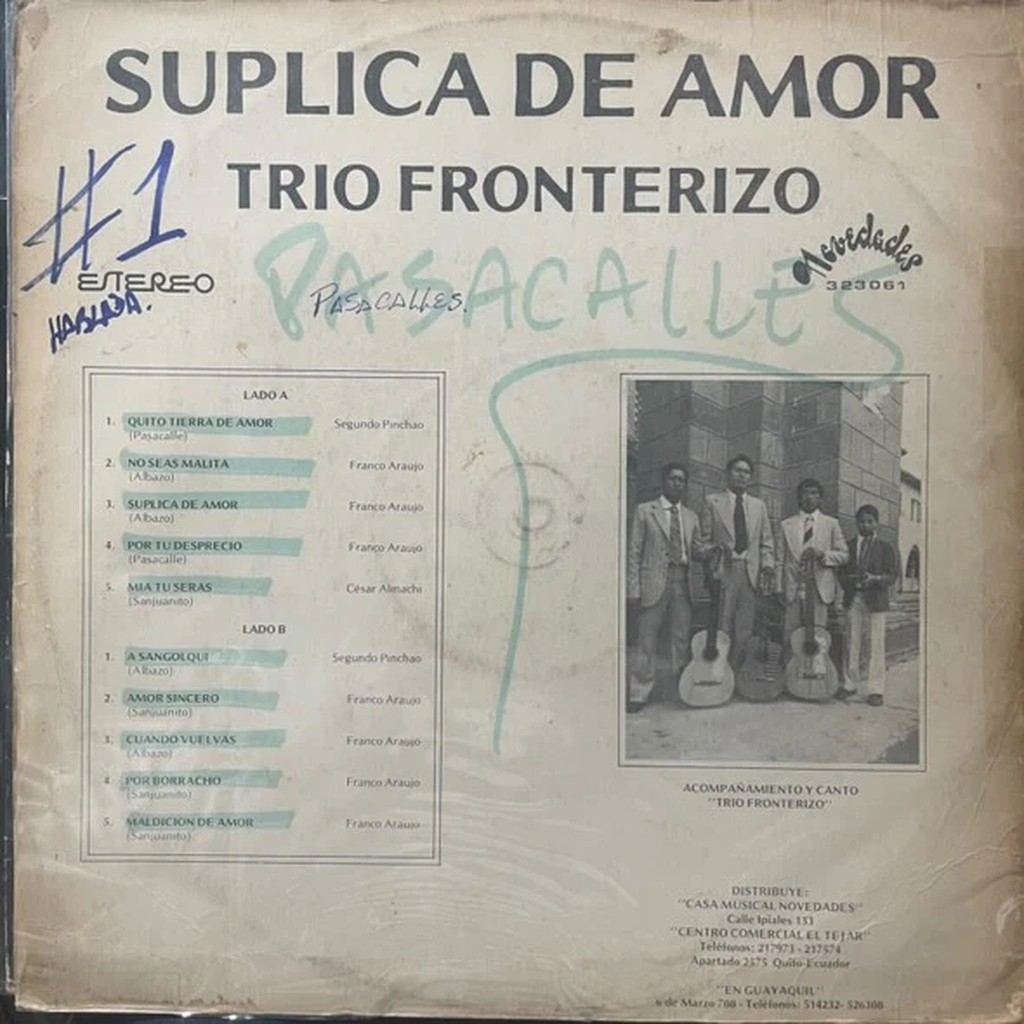 SUPLICA DE AMOR
TRIO FRONTERIZO
#1
Novedades
323061
ESTEREO
PASACALLES
PASACALLES.
LADO A
1. QUITO TIERRA DE AMOR Segundo Pinchao
(Pasacalle)
2. NO SEAS MALITA Franco Araujo
(Albazo)
3. SUPLICA DE AMOR Franco Araujo
(Albazo)
4. POR TU DESPRECIO Franco Araujo
(Pasacalle)
5. MIA TU SERAS César Almachi
(Sanjuanito)
LADO B
1. A SANGOLQUI Segundo Pinchao
(Albazo)
2. AMOR SINCERO Franco Araujo
(Sanjuanito)
3. CUANDO VUELVAS Franco Araujo
(Albazo)
4 POR BORRACHO Franco Araujo
(Sanjuanito)
5. MALDICION DE AMOR Franco Araujo
(Sanjuanito)
ACOMPAÑAMIENTO Y CANTO
"TRIO FRONTERIZO"
DISTRIBUYE:
"CASA MUSICAL NOVEDADES"
Calle Ipiales 153
"CENTRO COMERCIAL EL TEJAR"
Teléfonos: 217973 - 217574
Apartado 2575 Quito-Ecuador
"EN GUAYAQUIL"
6 de Marzo 708 - Teléfonos: 514232- 526308